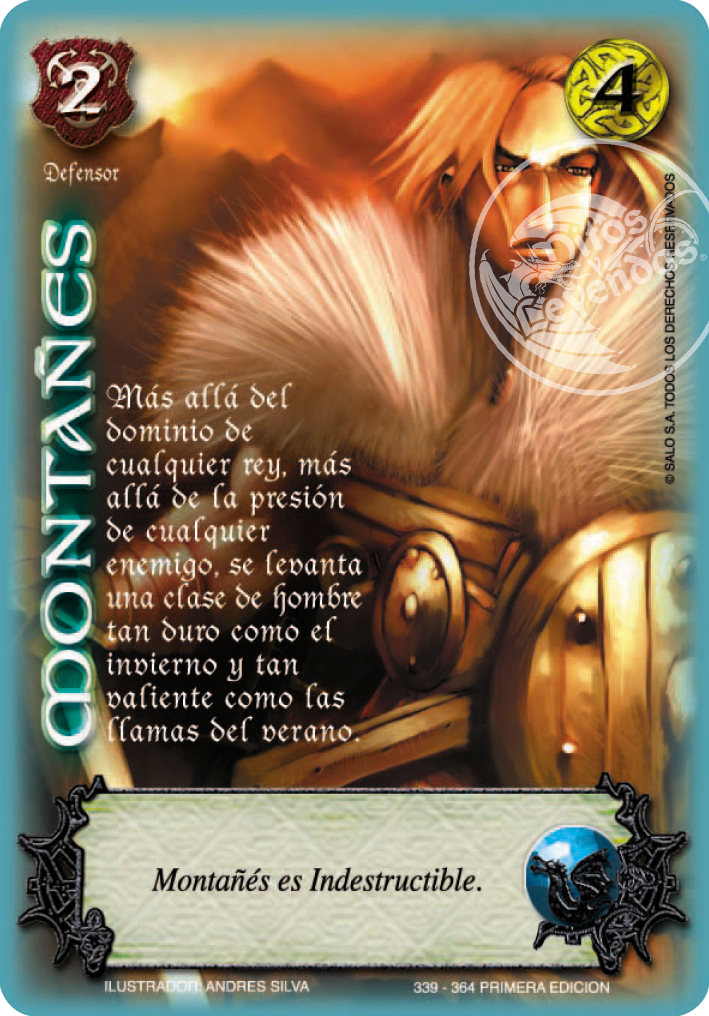 2
4
Defensor
MONTAÑES
Mitos
y
Leyendas
© SALO S.A. TODOS LOS DERECHOS RESERVADOS
Más allá del
dominio de
cualquier rey, más
allá de la presión
de cualquier
enemigo, se levanta
una clase de hombre
tan duro como el
invierno y tan
valiente como las
llamas del verano.
Montañés es Indestructible.
ILUSTRADOR: ANDRES SILVA
339 - 364 PRIMERA EDICION